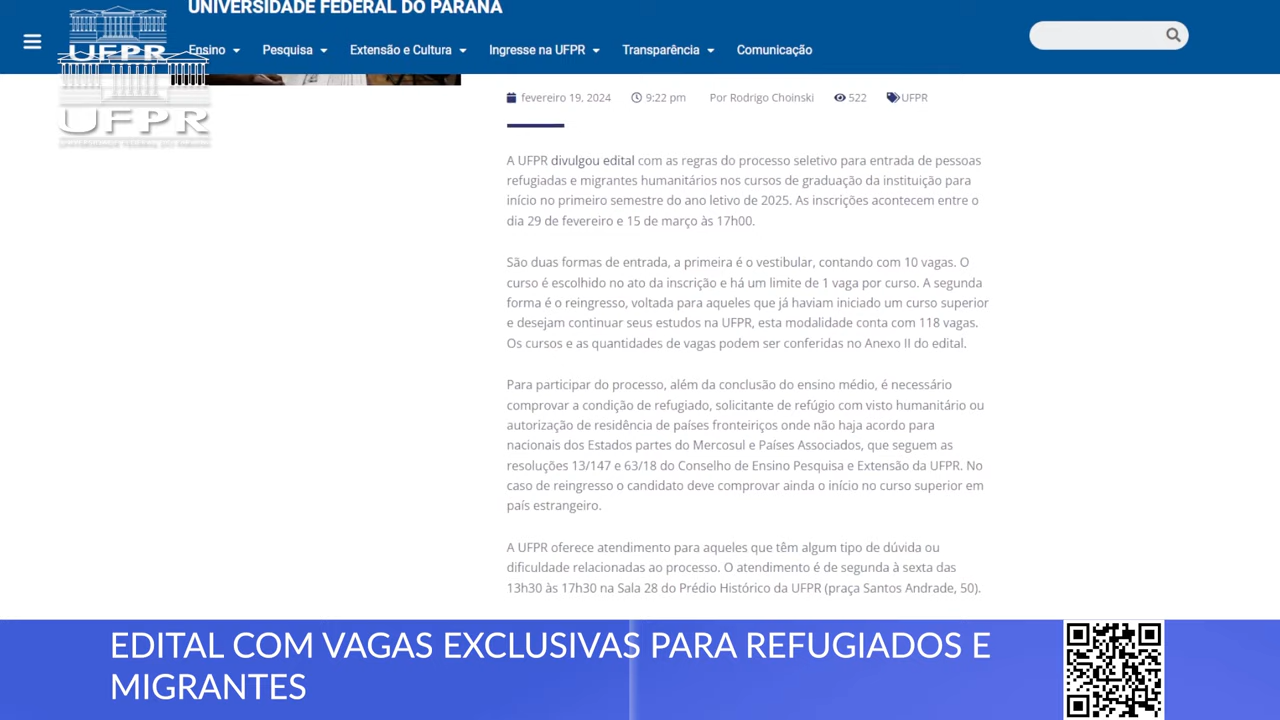 UNIVERSIDADE FEDERAL DO PARANÁ
UFPR
Ensino
Pesquisa
Extensão e Cultura
Ingresse na UFPR
Transparência
Comunicação
UFPR
UNIVERSIDADE FEDERAL DO PARANÁ
fevereiro 19, 2024
9:22 pm
Por Rodrigo Choinski
522
UFPR
A UFPR divulgou edital com as regras do processo seletivo para entrada de pessoas
refugiadas e migrantes humanitários nos cursos de graduação da instituição para
início no primeiro semestre do ano letivo de 2025. As inscrições acontecem entre o
dia 29 de fevereiro e 15 de março às 17h00.
São duas formas de entrada, a primeira é o vestibular, contando com 10 vagas. O
curso é escolhido no ato da inscrição e há um limite de 1 vaga por curso. A segunda
forma é o reingresso, voltada para aqueles que já haviam iniciado um curso superior
e desejam continuar seus estudos na UFPR, esta modalidade conta com 118 vagas.
Os cursos e as quantidades de vagas podem ser conferidas no Anexo II do edital.
Para participar do processo, além da conclusão do ensino médio, é necessário
comprovar a condição de refugiado, solicitante de refúgio com visto humanitário ou
autorização de residência de países fronteiriços onde não haja acordo para
nacionais dos Estados partes do Mercosul e Países Associados, que seguem as
resoluções 13/147 e 63/18 do Conselho de Ensino Pesquisa e Extensão da UFPR. No
caso de reingresso o candidato deve comprovar ainda o início no curso superior em
país estrangeiro.
A UFPR oferece atendimento para aqueles que têm algum tipo de dúvida ou
dificuldade relacionadas ao processo. O atendimento é de segunda à sexta das
13h30 às 17h30 na Sala 28 do Prédio Histórico da UFPR (praça Santos Andrade, 50).
EDITAL COM VAGAS EXCLUSIVAS PARA REFUGIADOS E
MIGRANTES